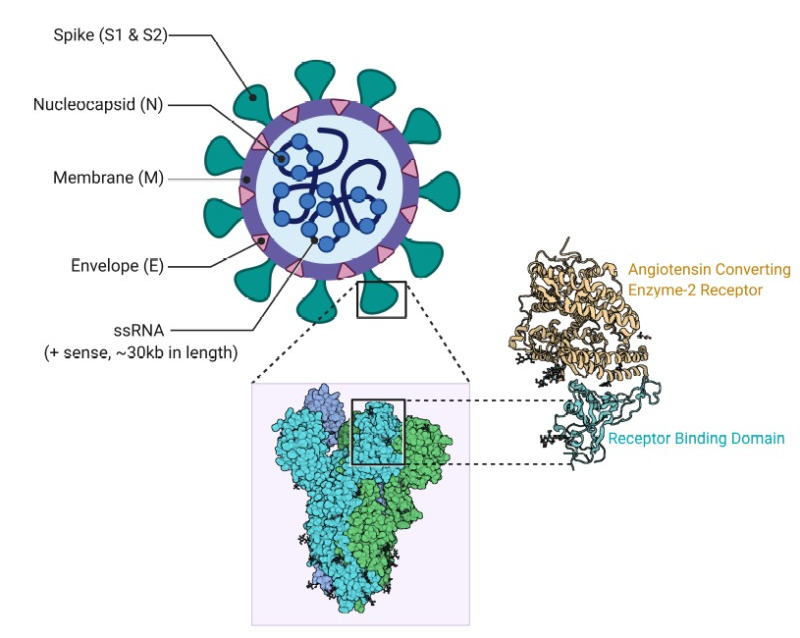 Spike (S1 & S2)
Nucleocapsid (N)
Membrane (M)
Envelope (E)
ssRNA
(+ sense, ~30kb in length)
Angiotensin Converting
Enzyme-2 Receptor
Receptor Binding Domain